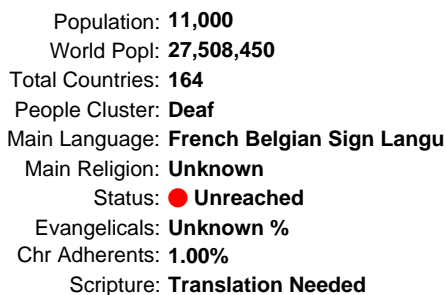 Population: 11,000
World Popl: 27,508,450
Total Countries: 164
People Cluster: Deaf
Main Language: French Belgian Sign Langu
Main Religion: Unknown
Status: Unreached
Evangelicals: Unknown %
Chr Adherents: 1.00%
Scripture: Translation Needed